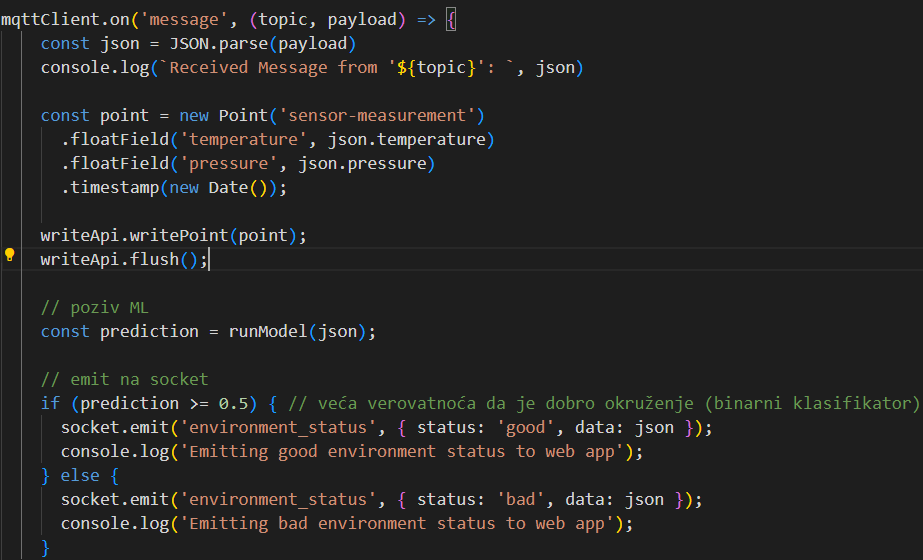 mqttClient.on('message', (topic, payload) => {
const json = JSON.parse(payload)
console.log(`Received Message from '${topic}': `, json)
const point = new Point('sensor-measurement')
.floatField('temperature', json.temperature)
.floatField('pressure', json.pressure)
.timestamp(new Date());
writeApi.writePoint(point);
writeApi.flush();
// poziv ML
const prediction = runModel(json);
// emit na socket
if (prediction >= 0.5) { // veća verovatnoća da je dobro okruženje (binarni klasifikator)
socket.emit('environment_status', { status: 'good', data: json });
console.log('Emitting good environment status to web app');
} else {
socket.emit('environment_status', { status: 'bad', data: json });
console.log('Emitting bad environment status to web app');
}